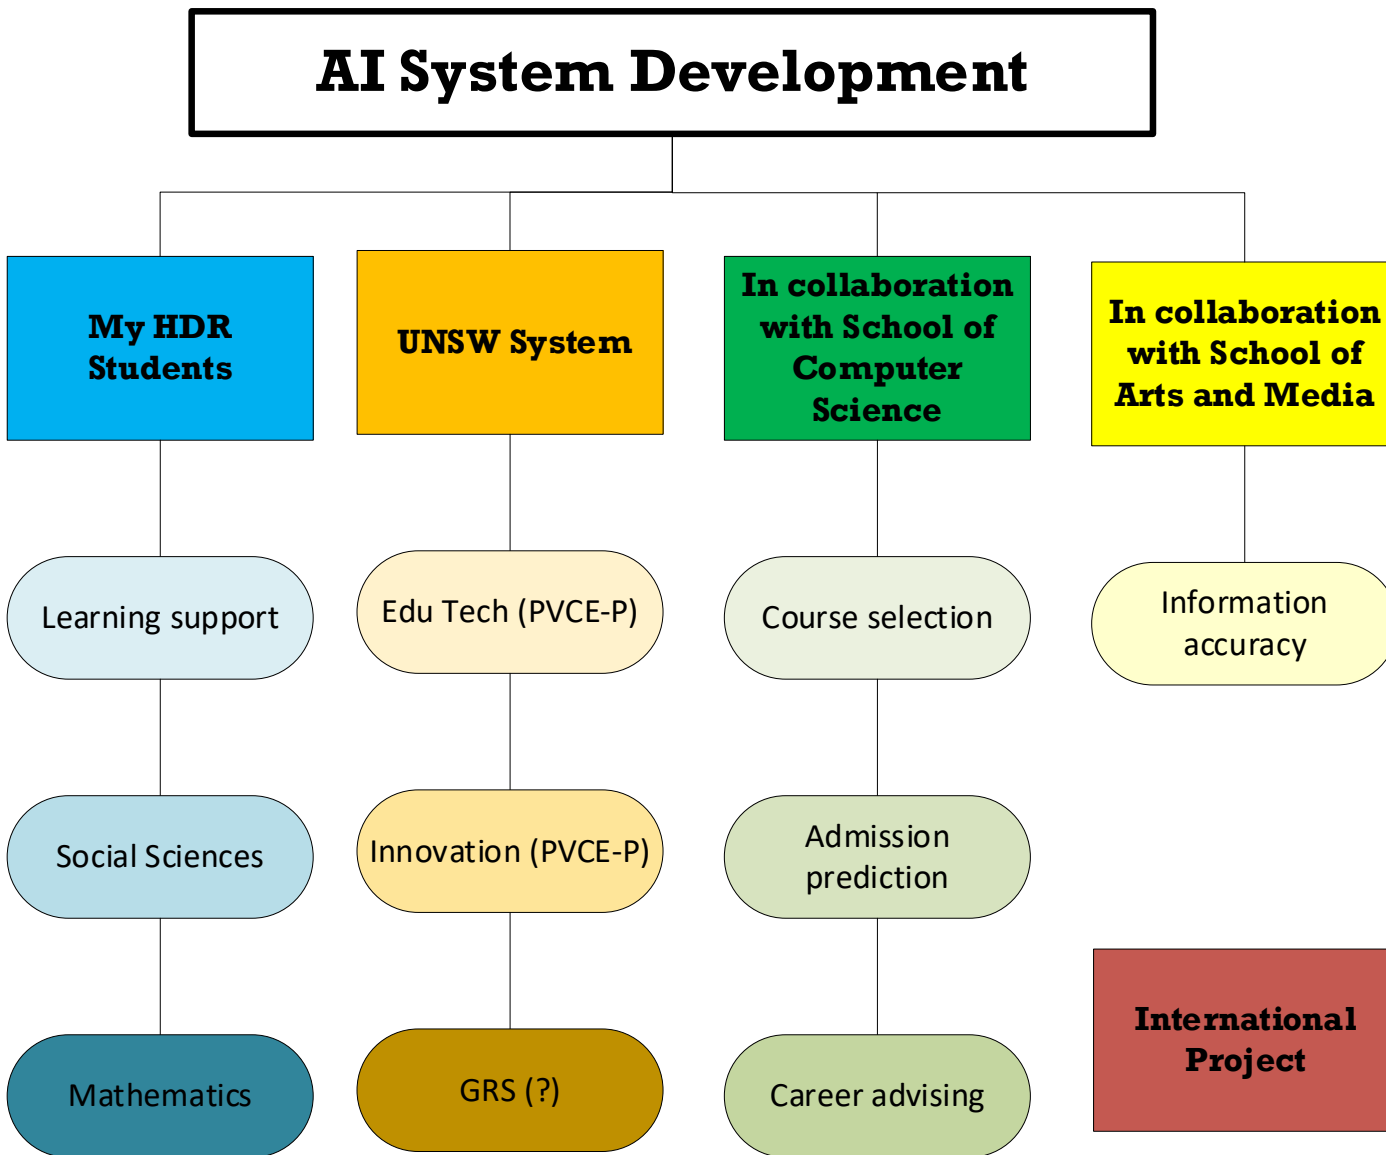 AI System Development
My HDR
Students
UNSW System
In collaboration
with School of
Computer
Science
In collaboration
with School of
Arts and Media
Learning support
Edu Tech (PVCE-P)
Course selection
Information
accuracy
Social Sciences
Innovation (PVCE-P)
Admission
prediction
International
Project
Mathematics
GRS (?)
Career advising